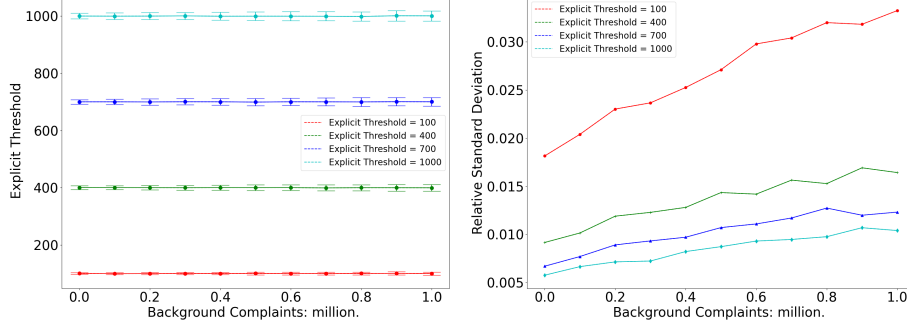 1000
800
600
400
200
Explicit Threshold
Explicit Threshold = 100
Explicit Threshold = 400
Explicit Threshold = 700
Explicit Threshold = 1000
0.0 0.2 0.4 0.6 0.8 1.0
Background Complaints: million.
0.030
0.025
0.020
0.015
0.010
0.005
Relative Standard Deviation
Explicit Threshold = 100
Explicit Threshold = 400
Explicit Threshold = 700
Explicit Threshold = 1000
0.0 0.2 0.4 0.6 0.8 1.0
Background Complaints: million.